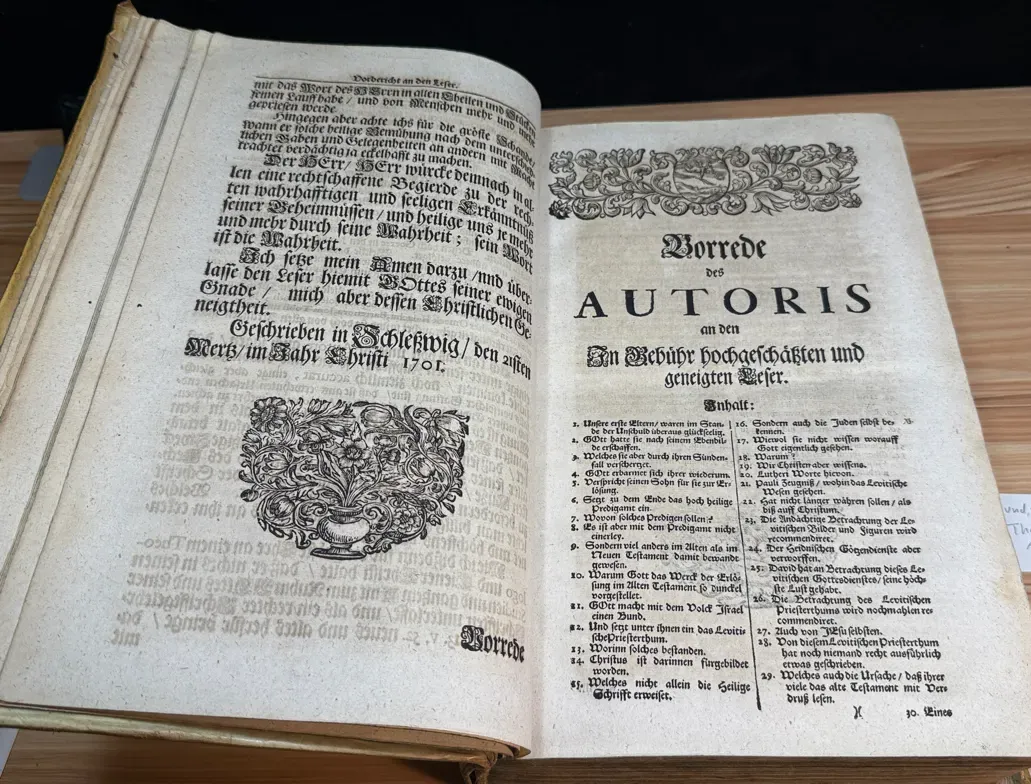 Vorbericht an den Leser.
mit das Wort des HErren in allen Theilen und Stücken
seinen Lauff habe / und von Menschen mehr und mehr
gepriesen werde.
Hingegen aber achte ichs für die gröste Schande /
wann er solche heilige Bemühung nach dem unterschied-
lichen Gaben und Gelegenheiten an andern mit Macht
trachtet verdächtig ja eckelhafft zu machen.
Der HErr / HErr würcke demnach in al-
len eine rechtschaffene Begierde zu der rech-
ten wahrhafftigen und seeligen Erkänntnüß
seiner Geheimnüssen / und heilige uns je mehr
und mehr durch seine Wahrheit ; sein Wort
ist die Wahrheit.
Ich setze mein Amen darzu / und über-
lasse den Leser hiemit GOttes seiner ewigen
Gnade / mich aber dessen Christlichen Ge-
neigtheit.
Geschrieben in Schleßwig / den 21sten
Mertz / im Jahr Christi 1701.
Vorrede
Vorrede
des
AUTORIS
an den
In Gebühr hochgeschätzten und
geneigten Leser.
Inhalt:
1. Unsere erste Eltern / waren im Stan-
de der Unschuld überaus glückselig.
2. GOtt hatte sie nach seinem Ebenbil-
de erschaffen.
3. Welches sie aber durch ihren Sünden-
fall verscherget.
4. GOtt erbarmet sich ihrer wiederum.
5. Verspricht seinen Sohn für sie zur Er-
lösung.
6. Setzt zu dem Ende das hoch heilige
Predigamt ein.
7. Wovon solches Predigen sollen?
8. Es ist aber mit dem Predigamt nicht
einerley.
9. Sondern viel anders im Alten als im
Neuen Testament damit bewandt
gewesen.
10. Warum Gott das Werck der Erlö-
sung im Alten Testament so dunckel
vorgestellet.
11. GOtt macht mit dem Volck Israel
einen Bund.
12. Und setzt unter ihnen ein das Leviti-
sche Priesterthum.
13. Worinn solches bestanden.
14. Christus ist darinnen fürgebildet
worden.
15. Welches nicht allein die Heilige
Schrifft erweiset.
16. Sondern auch die Juden selbst be-
kennen.
17. Wiewol sie nicht wissen worauff
Gott eigentlich gesehen.
18. Warum?
19. Wir Christen aber wissens.
20. Lutheri Worte hievon.
21. Pauli Zeugniß / wohin das Levitische
Wesen gesehen.
22. Hat nicht länger währen sollen / als
biß auff Christum.
23. Die Andächtige Betrachtung der Le-
vitischen Bilder und Figuren wird
recommendiret.
24. Der Heidnischen Götzendienste aber
verworffen.
25. David hat an Betrachtung dieses Le-
vitischen Gottesdienstes / seine höch-
ste Lust gehabt.
26. Die Betrachtung des Levitischen
Priesterthums wird nochmahlen re-
commendiret.
27. Auch von JEsu selbsten.
28. Von diesem Levitischen Priesterthum
hat noch niemand recht ausführlich
etwas geschrieben.
29. Welches auch die Ursache / daß ihrer
viele das alte Testament mit Ver-
druß lesen.
)( 30. Eines